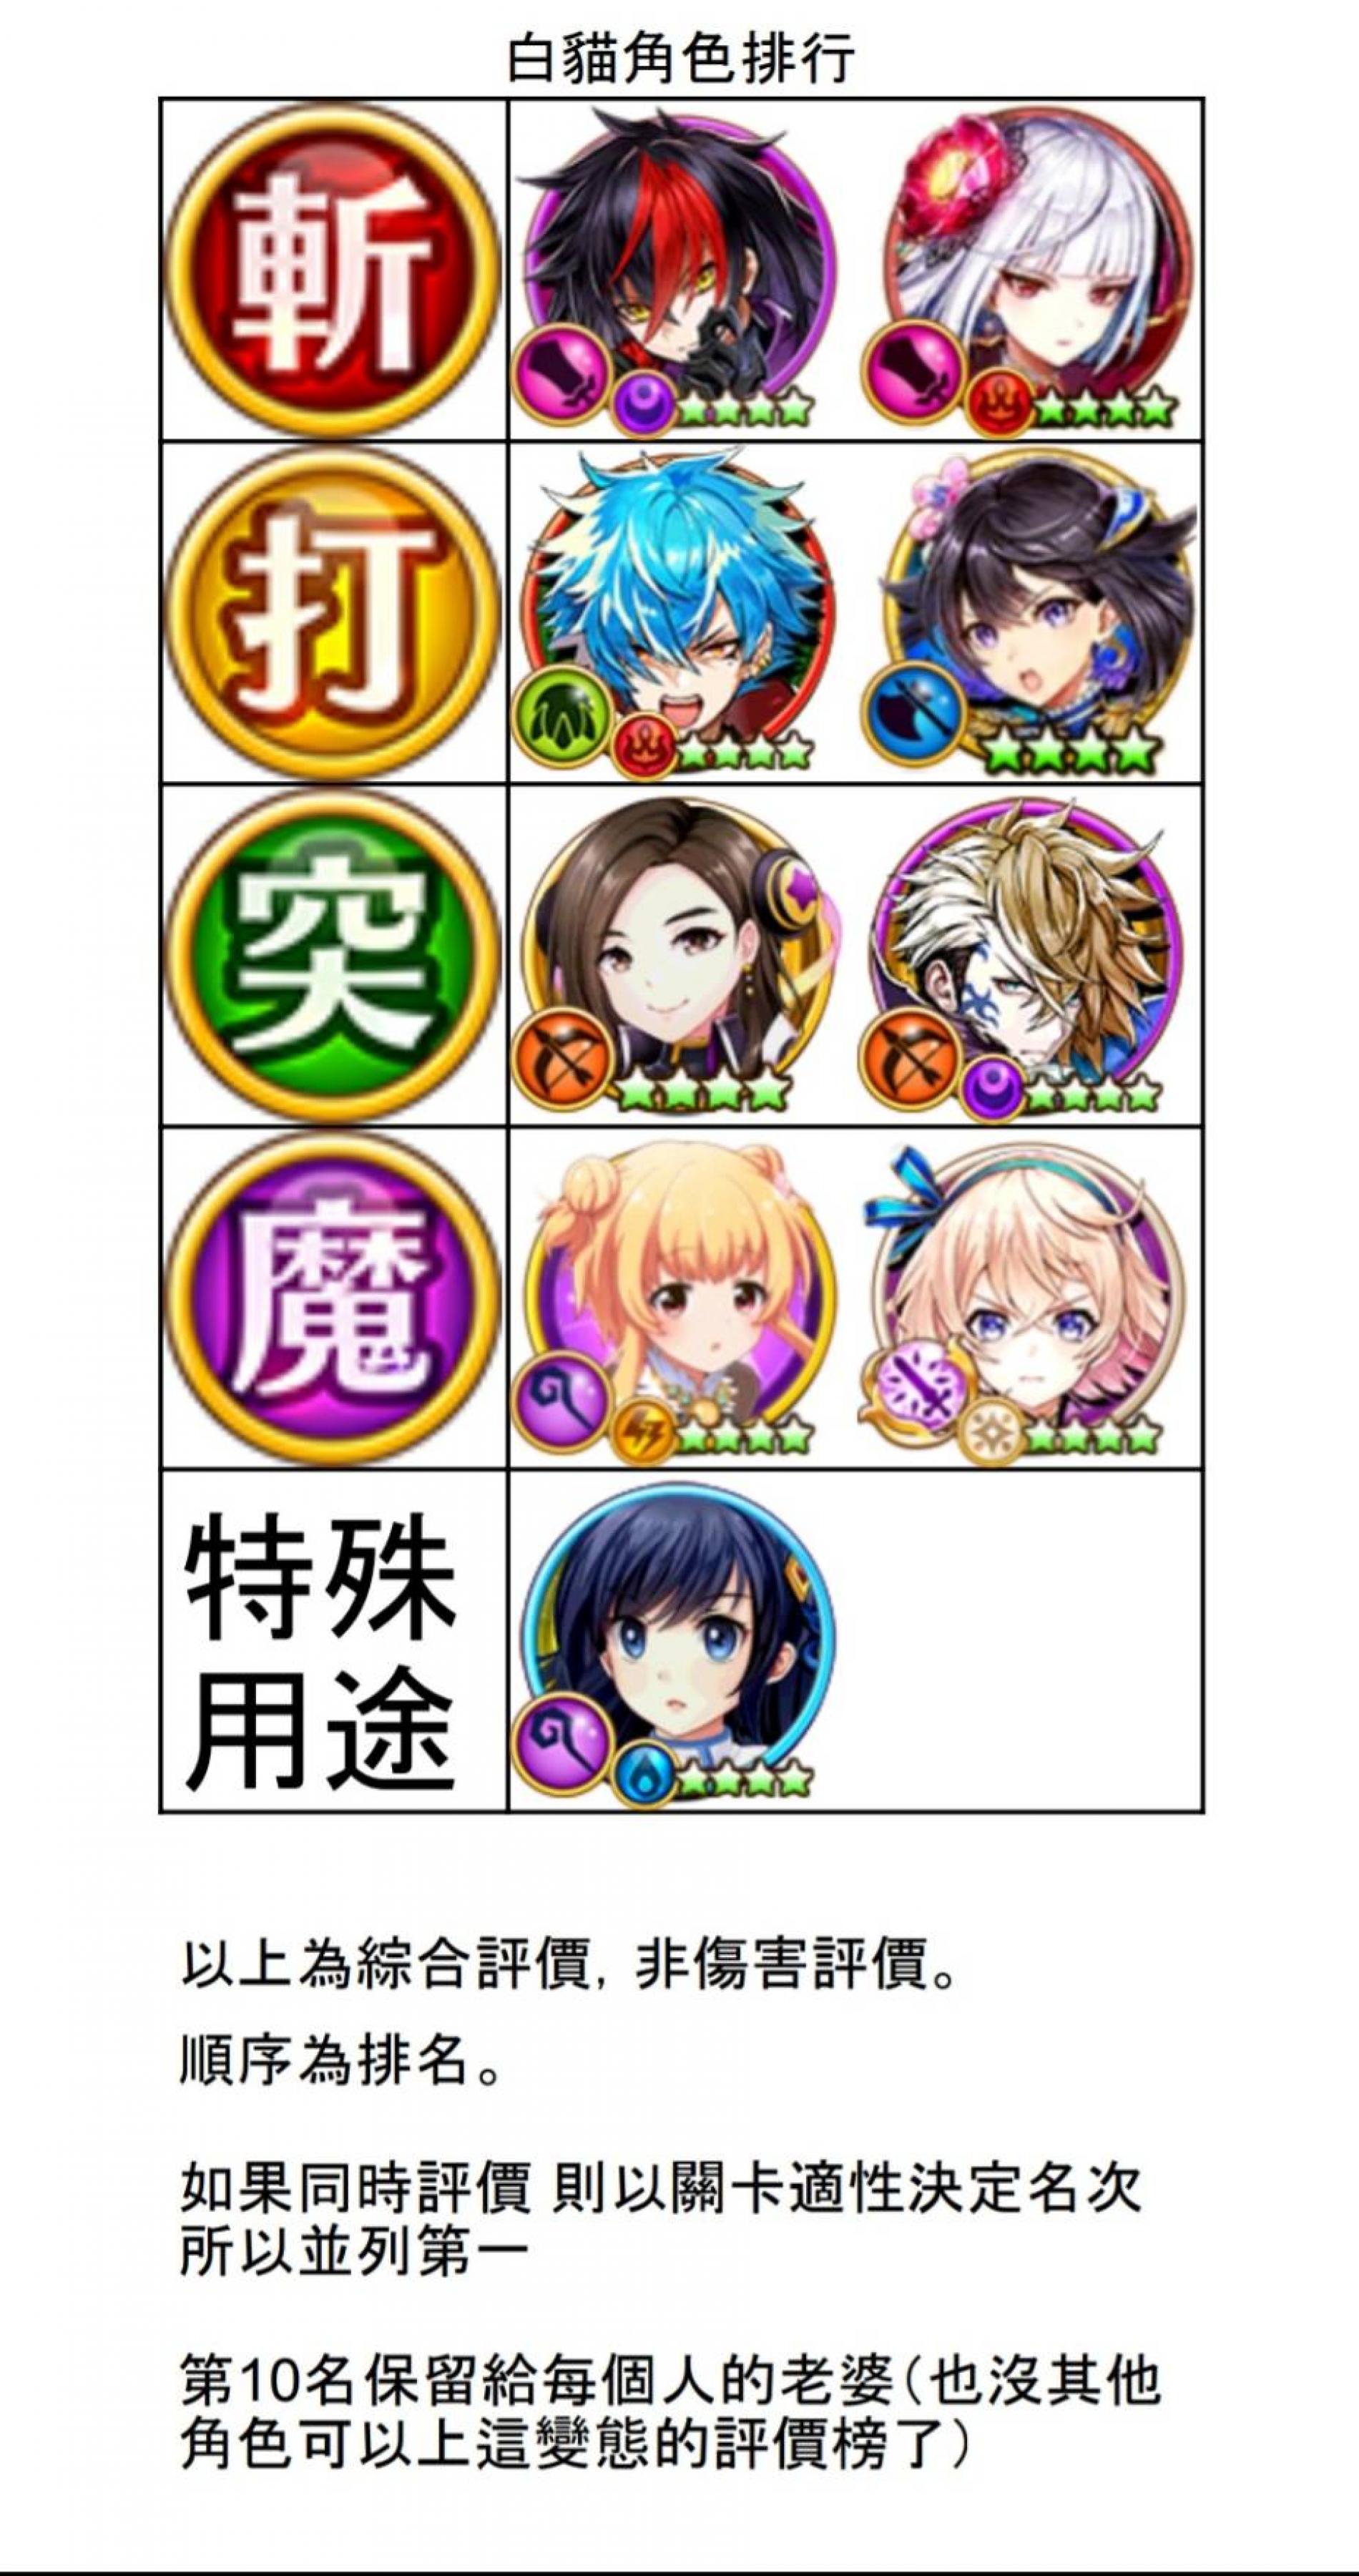 白貓角色排行
斬
打
突
魔
特殊
用途
以上為綜合評價, 非傷害評價。
順序為排名。
如果同時評價 則以關卡適性決定名次
所以並列第一
第10名保留給每個人的老婆(也沒其他
角色可以上這變態的評價榜了)